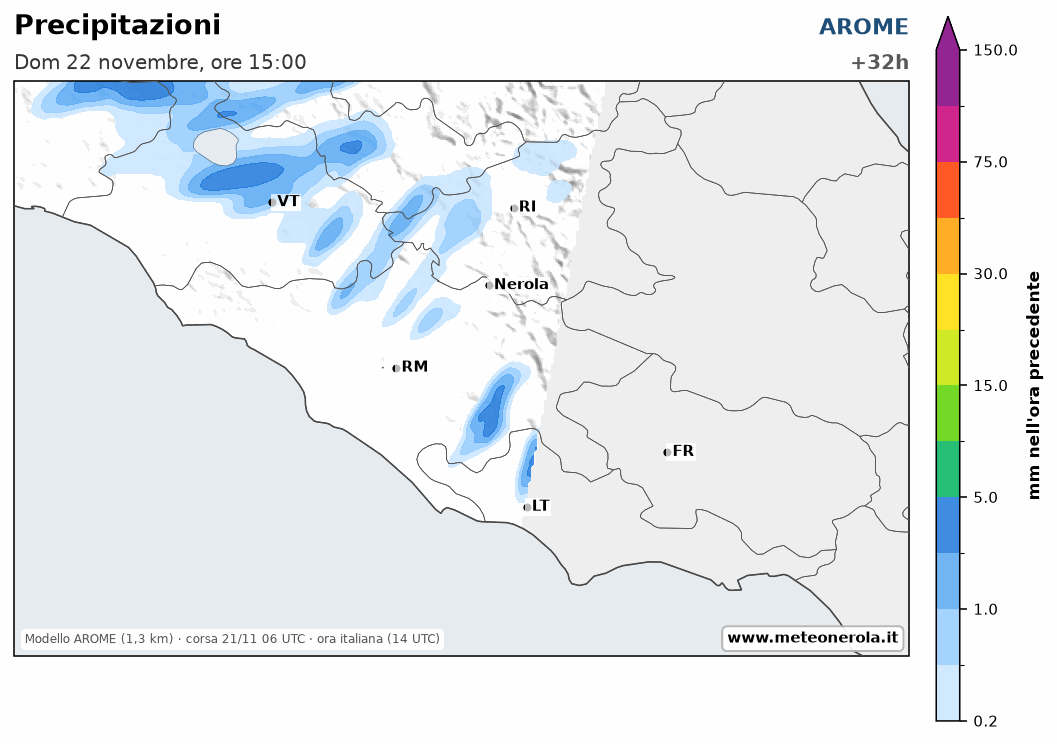 Precipitazioni
AROME
Dom 22 novembre, ore 15:00
+32h
150.0
75.0
30.0
15.0
5.0
1.0
0.2
mm nell'ora precedente
VT
RI
Nerola
RM
FR
LT
Modello AROME (1,3 km) · corsa 21/11 06 UTC · ora italiana (14 UTC)
www.meteonerola.it